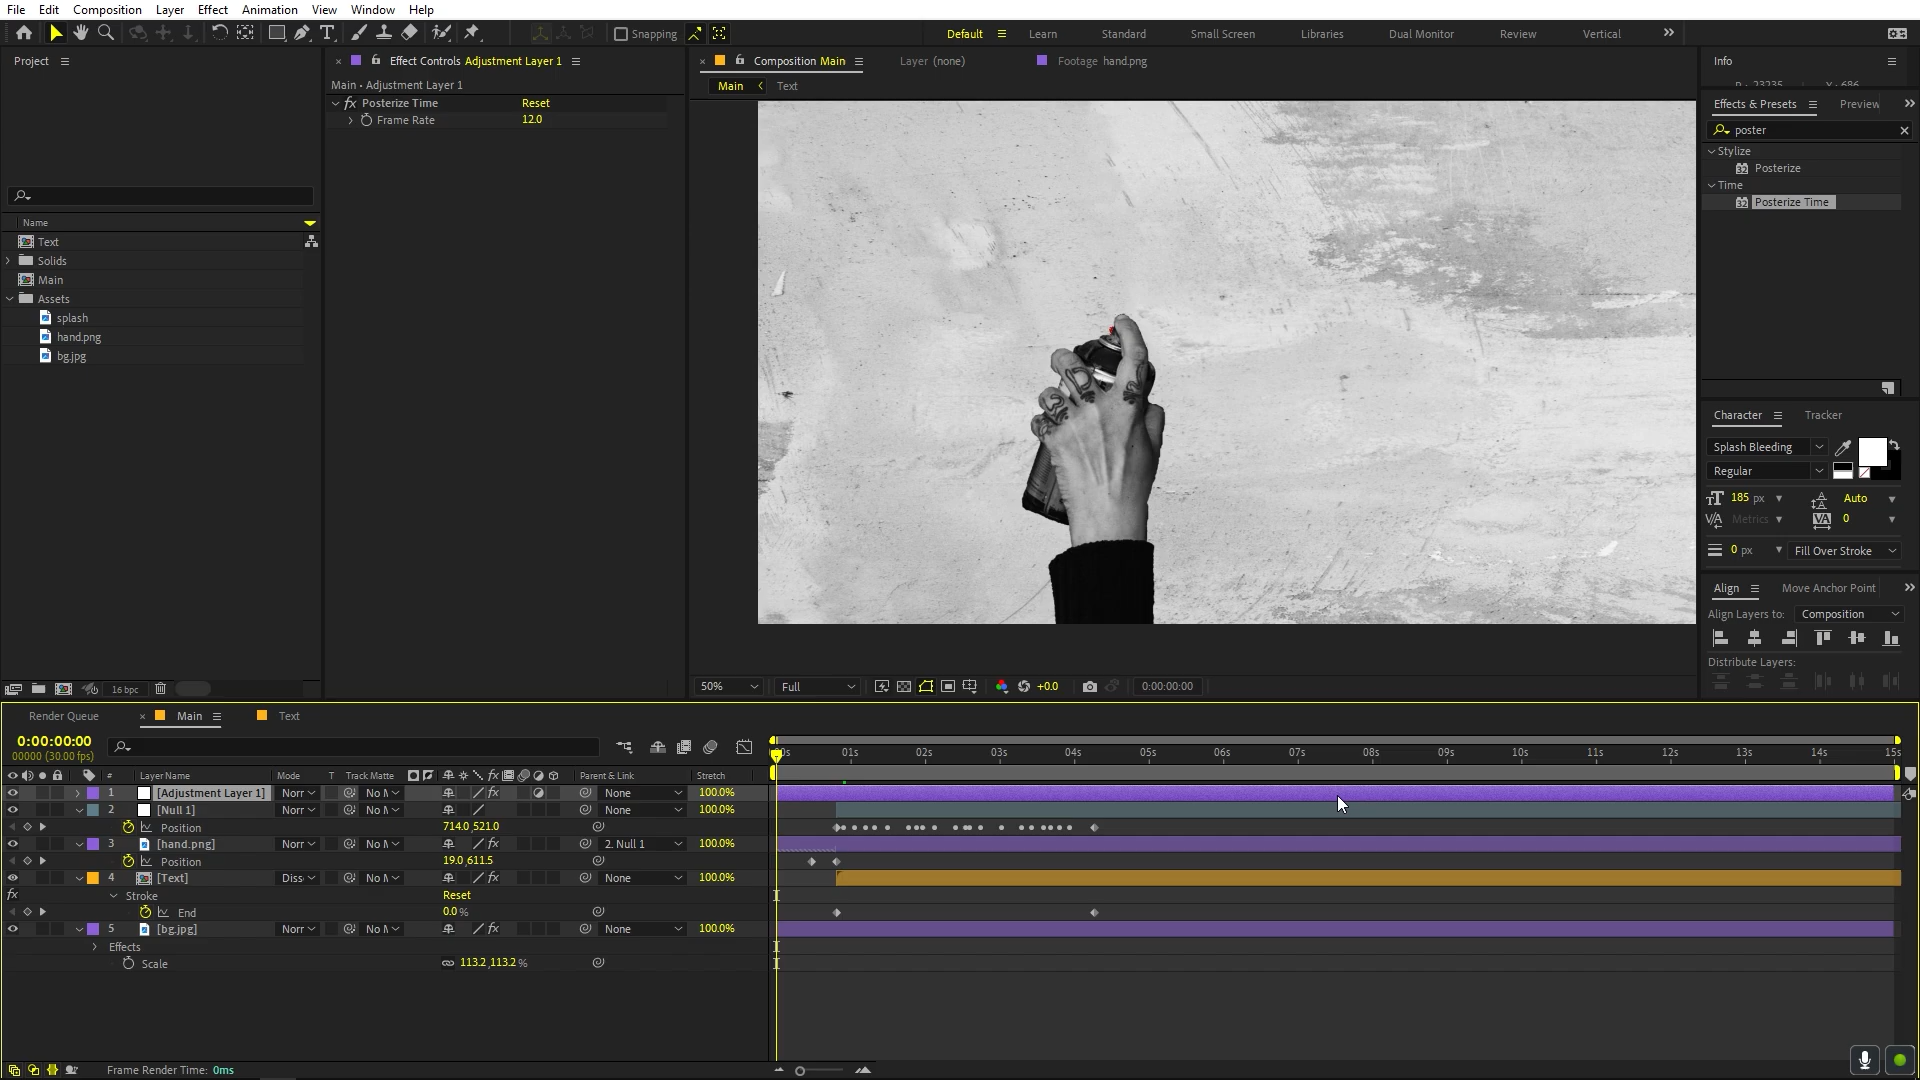 File Edit Composition Layer Effect Animation View Window Help
Snapping
Default Learn Standard Small Screen Libraries Dual Monitor Review Vertical
Project
Effect Controls Adjustment Layer 1
Composition Main Layer (none) Footage hand.png
Info
Main • Adjustment Layer 1
Main Text
fx Posterize Time Reset
Frame Rate 12.0
Effects & Presets Preview
poster
Stylize
Posterize
Time
Posterize Time
Name
Text
Solids
Main
Assets
splash
hand.png
bg.jpg
Character Tracker
Splash Bleeding
Regular
185 px Auto
Metrics 0
0 px Fill Over Stroke
Align Move Anchor Point
Align Layers to: Composition
Distribute Layers:
16 bpc
50% Full +0.0 0:00:00:00
Render Queue Main Text
0:00:00:00
00000 (30.00 fps)
01s 02s 03s 04s 05s 06s 07s 08s 09s 10s 11s 12s 13s 14s 15s
# Layer Name Mode T Track Matte Parent & Link Stretch
1 [Adjustment Layer 1] Norr No M None 100.0%
2 [Null 1] Norr No M None 100.0%
Position 714.0,521.0
3 [hand.png] Norr No M 2. Null 1 100.0%
Position 19.0,611.5
4 [Text] Diss No M None 100.0%
fx Stroke Reset
End 0.0 %
5 [bg.jpg] Norr No M None 100.0%
Effects
Scale 113.2,113.2 %
Frame Render Time: 0ms